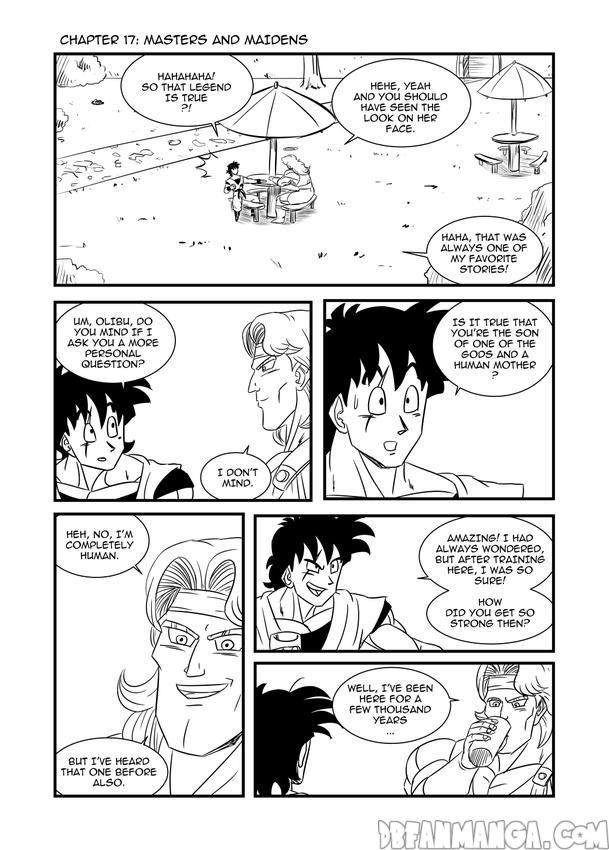 CHAPTER 17: MASTERS AND MAIDENS
HAHAHAHA!
SO THAT LEGEND
IS TRUE
?!
HEHE, YEAH
AND YOU SHOULD
HAVE SEEN THE
LOOK ON HER
FACE.
HAHA, THAT WAS
ALWAYS ONE OF
MY FAVORITE
STORIES!
UM, OLIBU, DO
YOU MIND IF I
ASK YOU A MORE
PERSONAL
QUESTION?
I DON'T
MIND.
IS IT TRUE THAT
YOU'RE THE SON
OF ONE OF THE
GODS AND A
HUMAN MOTHER
?
HEH, NO, I'M
COMPLETELY
HUMAN.
BUT I'VE HEARD
THAT ONE BEFORE
ALSO.
AMAZING! I HAD
ALWAYS WONDERED,
BUT AFTER TRAINING
HERE, I WAS SO
SURE!
HOW
DID YOU GET SO
STRONG THEN?
WELL, I'VE BEEN
HERE FOR A
FEW THOUSAND
YEARS
...
DBFANMANGA.COM